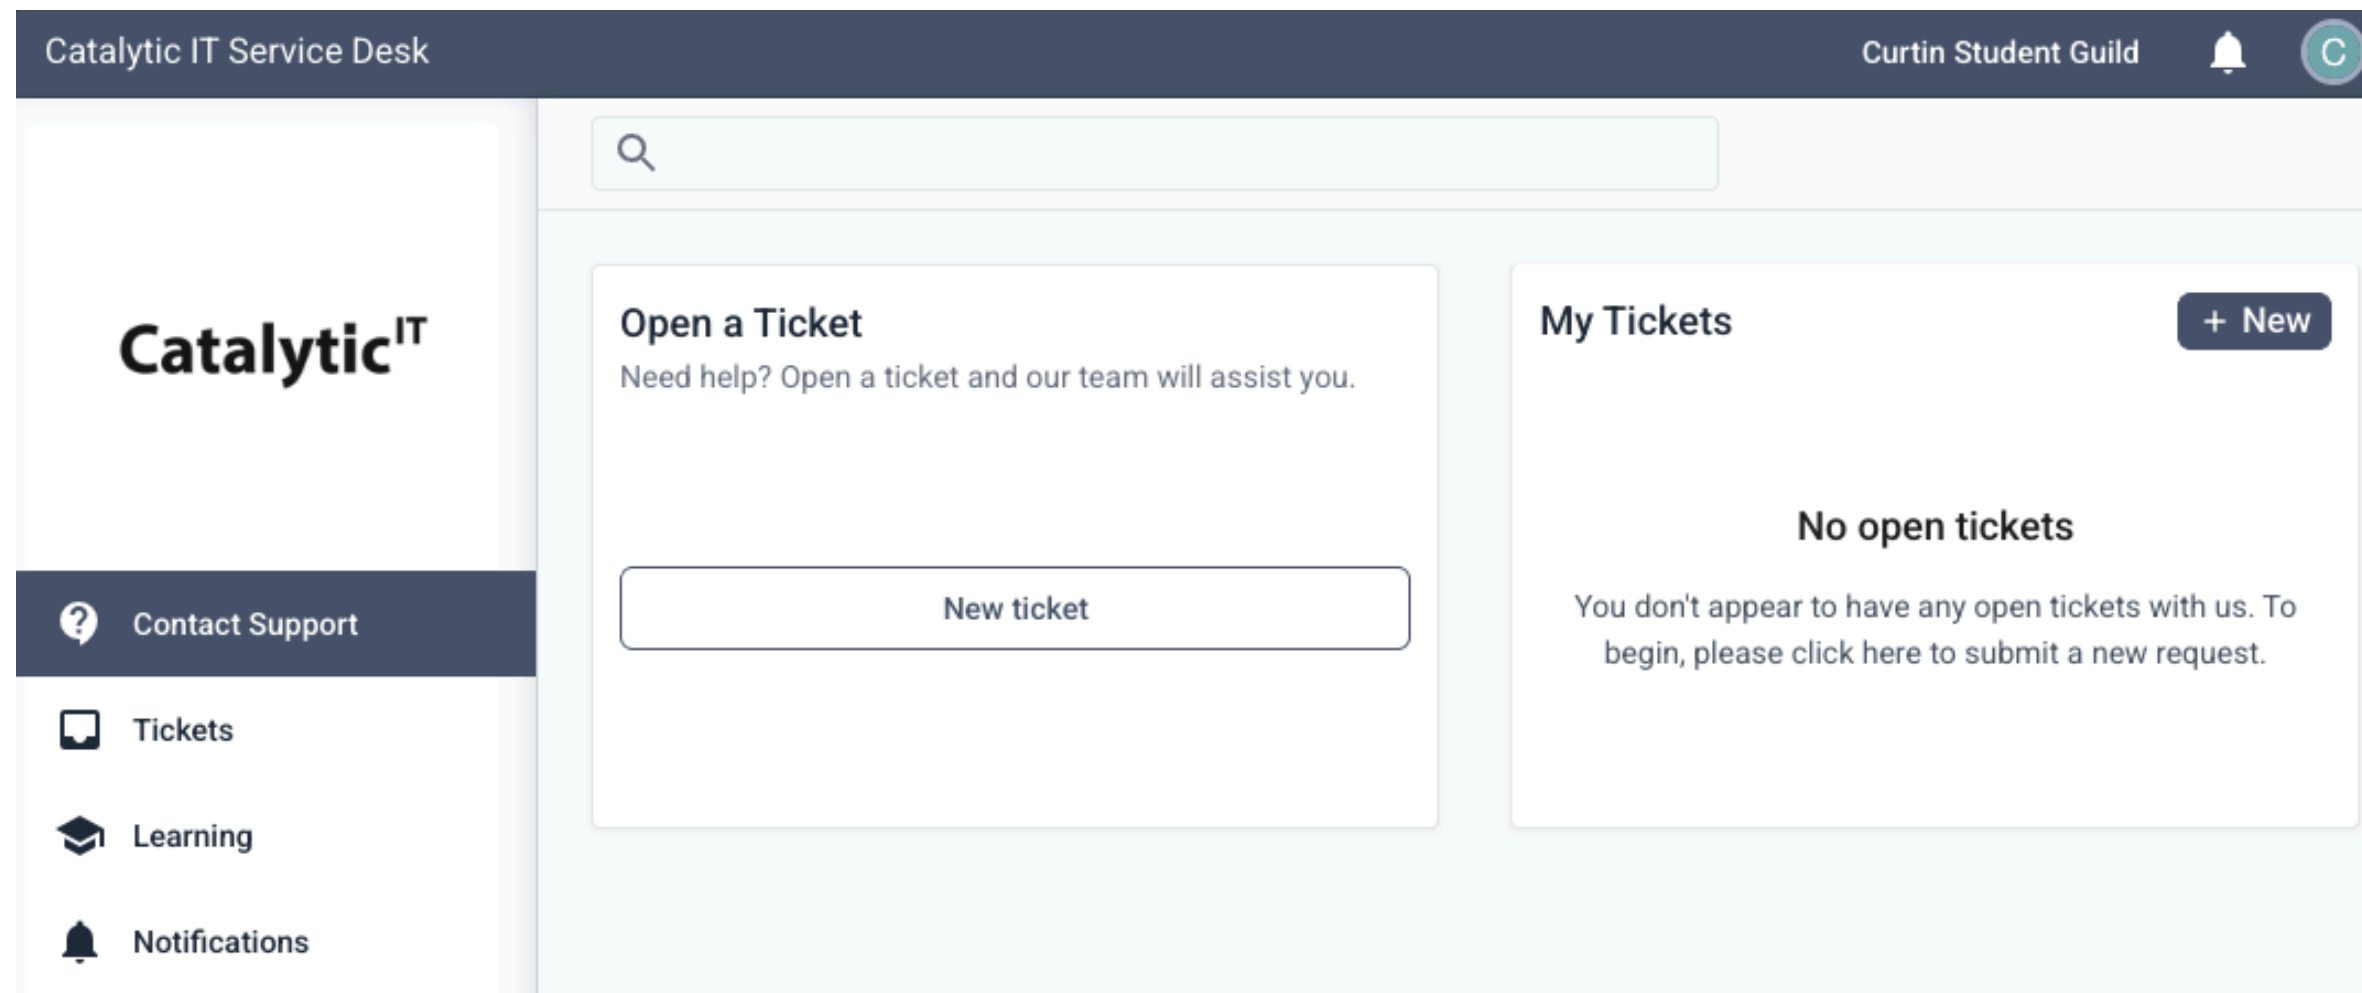 Catalytic IT Service Desk
Curtin Student Guild
C
CatalyticIT
Contact Support
Tickets
Learning
Notifications
Open a Ticket
Need help? Open a ticket and our team will assist you.
New ticket
My Tickets
+ New
No open tickets
You don't appear to have any open tickets with us. To
begin, please click here to submit a new request.